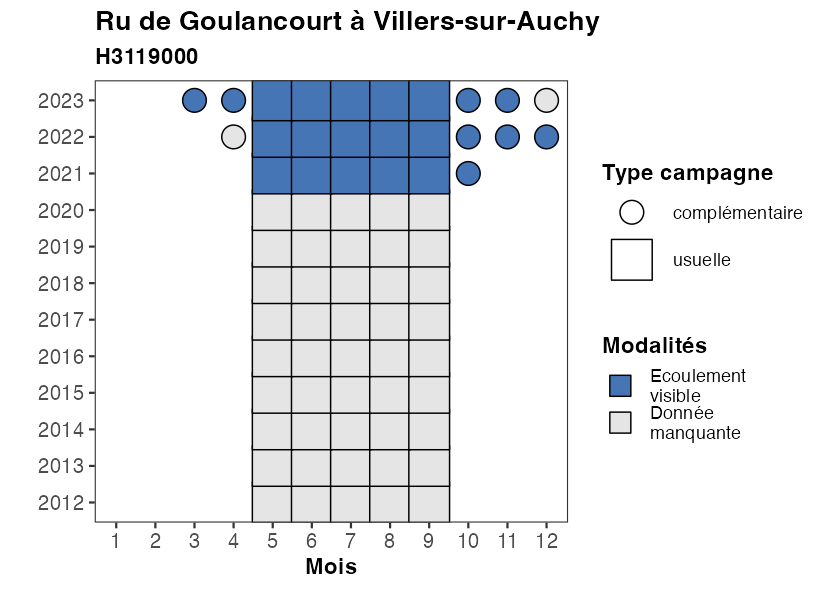 Ru de Goulancourt à Villers-sur-Auchy
H3119000
2023
2022
2021
2020
2019
2018
2017
2016
2015
2014
2013
2012
1 2 3 4 5 6 7 8 9 10 11 12
Mois
Type campagne
complémentaire
usuelle
Modalités
Ecoulement
visible
Donnée
manquante